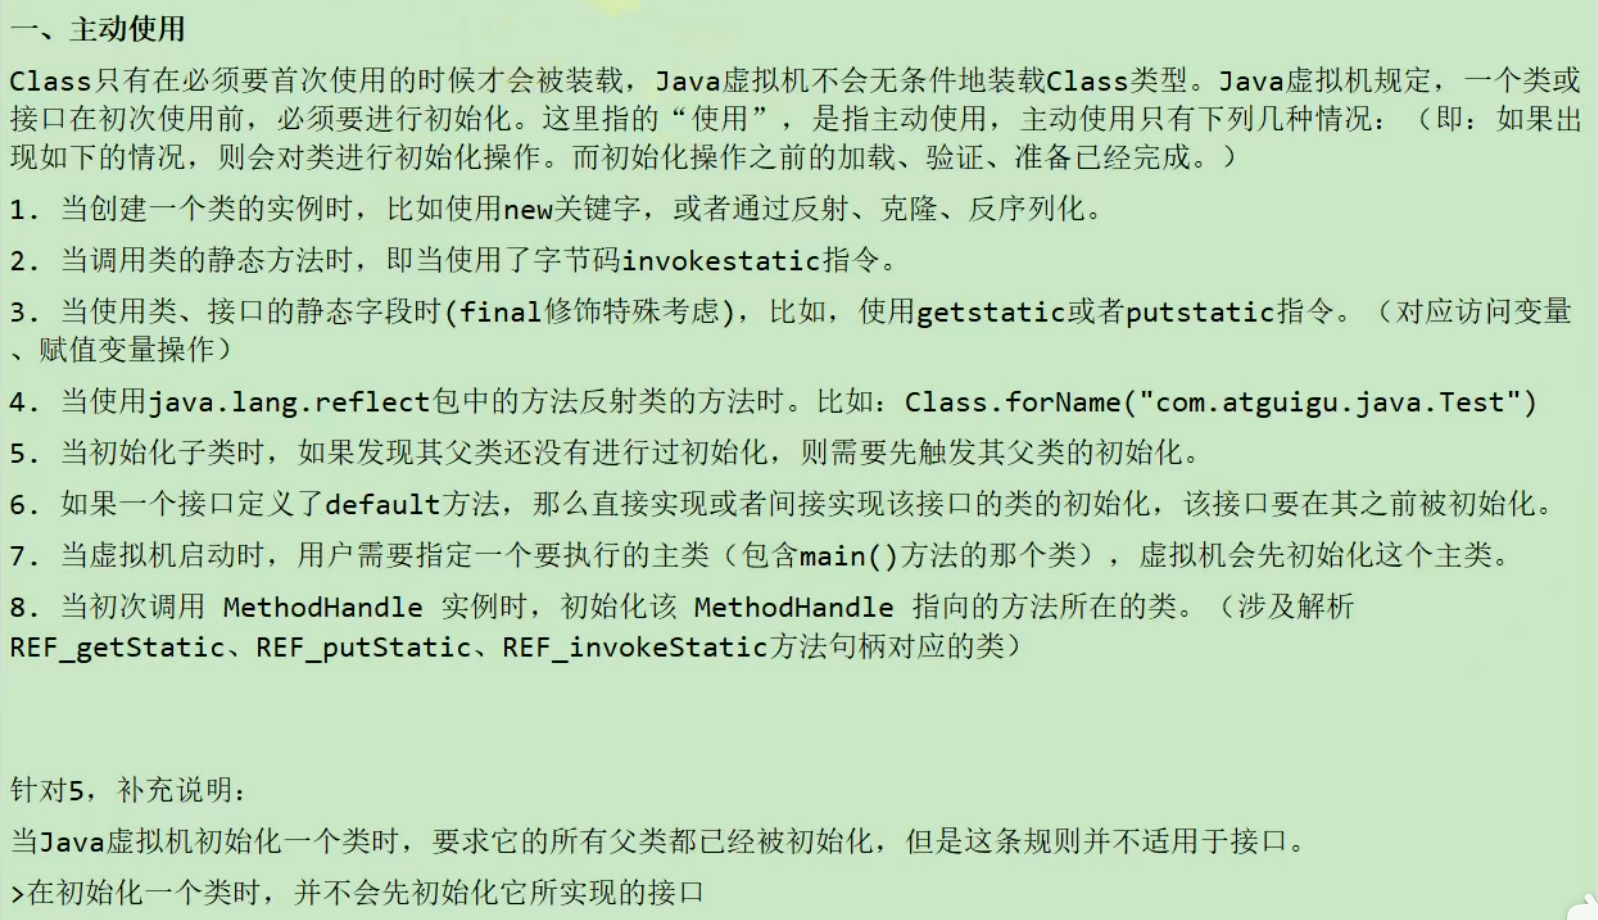 一、主动使用
Class只有在必须要首次使用的时候才会被装载，Java虚拟机不会无条件地装载Class类型。Java虚拟机规定，一个类或
接口在初次使用前，必须要进行初始化。这里指的“使用”，是指主动使用，主动使用只有下列几种情况：（即：如果出
现如下的情况，则会对类进行初始化操作。而初始化操作之前的加载、验证、准备已经完成。）
1. 当创建一个类的实例时，比如使用new关键字，或者通过反射、克隆、反序列化。
2. 当调用类的静态方法时，即当使用了字节码invokestatic指令。
3. 当使用类、接口的静态字段时(final修饰特殊考虑)，比如，使用getstatic或者putstatic指令。（对应访问变量
、赋值变量操作）
4. 当使用java.lang.reflect包中的方法反射类的方法时。比如：Class.forName("com.atguigu.java.Test")
5. 当初始化子类时，如果发现其父类还没有进行过初始化，则需要先触发其父类的初始化。
6. 如果一个接口定义了default方法，那么直接实现或者间接实现该接口的类的初始化，该接口要在其之前被初始化。
7. 当虚拟机启动时，用户需要指定一个要执行的主类（包含main()方法的那个类），虚拟机会先初始化这个主类。
8. 当初次调用 MethodHandle 实例时，初始化该 MethodHandle 指向的方法所在的类。（涉及解析
REF_getStatic、REF_putStatic、REF_invokeStatic方法句柄对应的类）
针对5，补充说明：
当Java虚拟机初始化一个类时，要求它的所有父类都已经被初始化，但是这条规则并不适用于接口。
>在初始化一个类时，并不会先初始化它所实现的接口